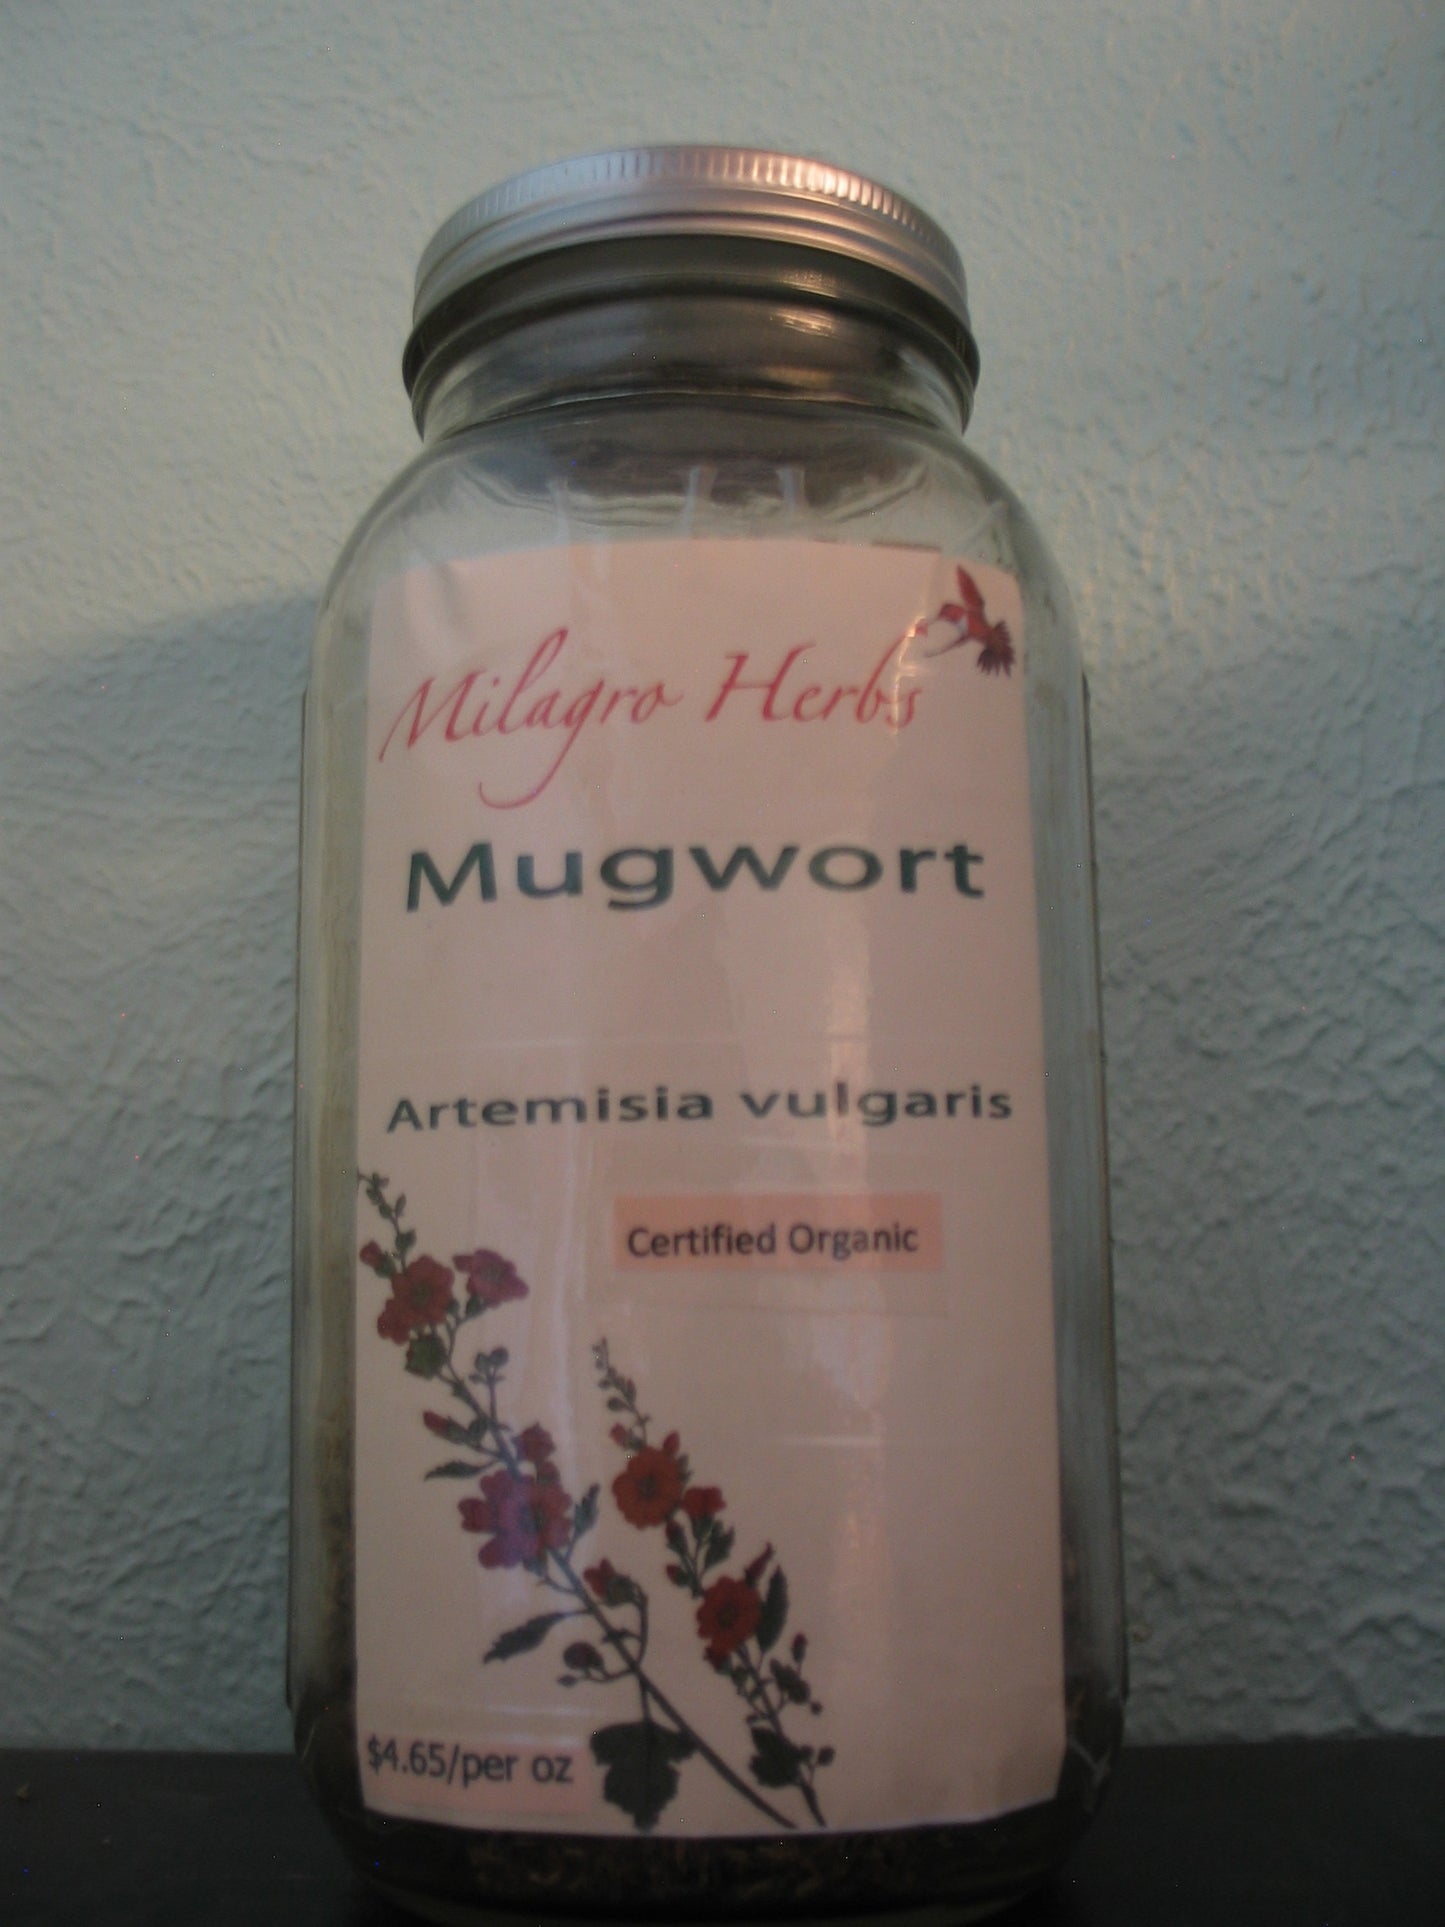 Milagro Herbs
Mugwort
Artemisia vulgaris
Certified Organic
$4.65/per oz